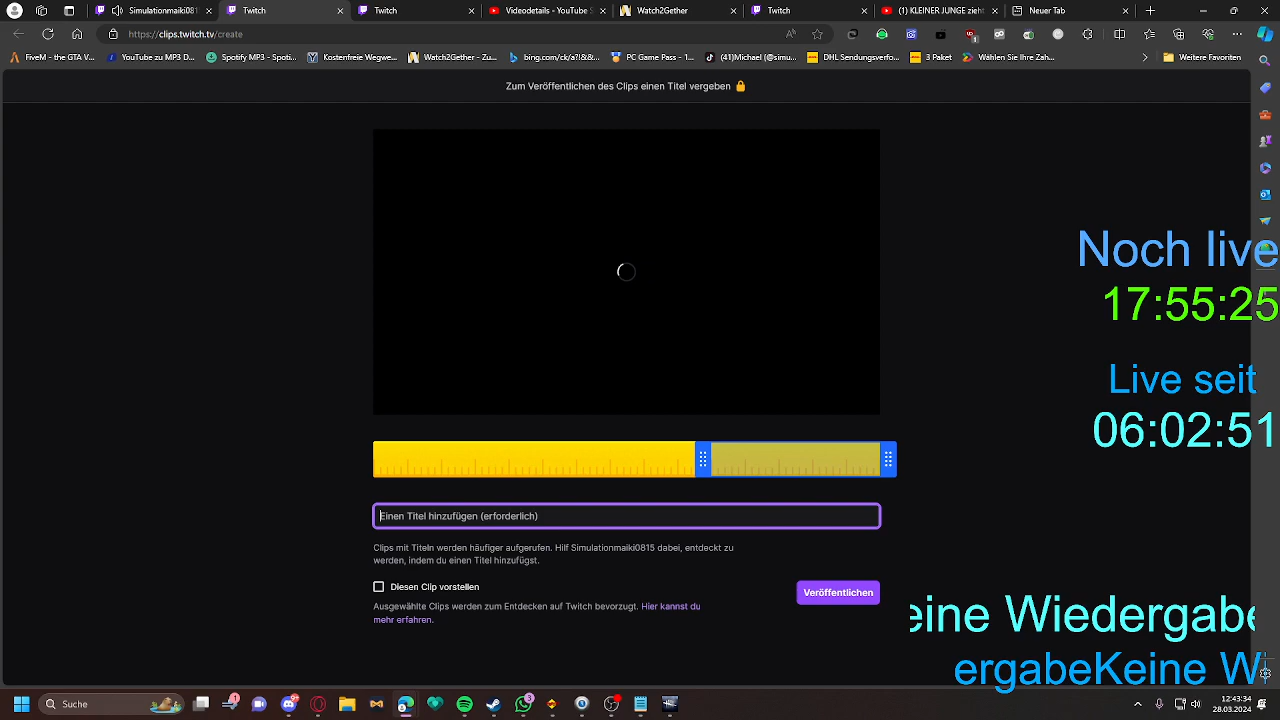 Simulationmaiki081
Twitch
Twitch
Videodetails - YouTube S
Watch2Gether
Twitch
(1) KLEINER JUNGE zieht
Neuer Tab
https://clips.twitch.tv/create
FiveM - the GTA V...
YouTube to MP3 D...
Spotify MP3 - Spoti...
Kostenfreie Wegwe...
bing.com/ck/a?!&&...
PC Game Pass - 1...
(41)Michael (@simu...
DHL Sendungsverfo...
3 Paket
Wählen Sie Ihre Zah...
Weitere Favoriten
Zum Veröffentlichen des Clips einen Titel vergeben
Noch live
17:55:25
Live seit
06:02:51
Einen Titel hinzufügen (erforderlich)
Clips mit Titeln werden häufiger aufgerufen. Hilf Simulationmaiki0815 dabei, entdeckt zu
werden, indem du einen Titel hinzufügst.
Diesen Clip vorstellen
Veröffentlichen
Ausgewählte Clips werden zum Entdecken auf Twitch bevorzugt. Hier kannst du
mehr erfahren.
eine Wiedergabe
ergabeKeine W
Suche
12:43:34
28.03.2024